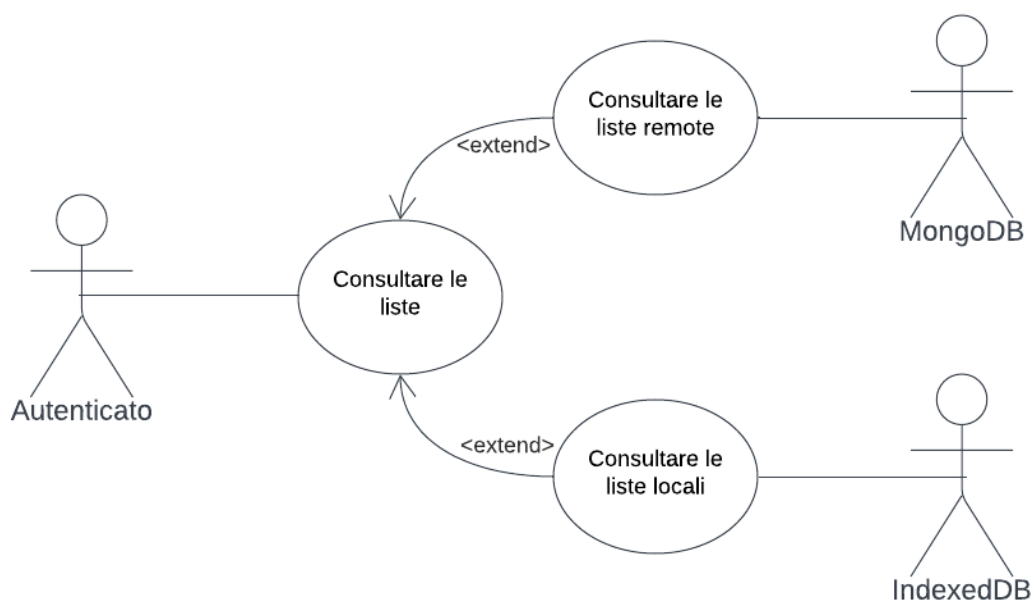 Consultare le
liste remote
<extend>
MongoDB
Consultare le
liste
Autenticato
<extend>
Consultare le
liste locali
IndexedDB